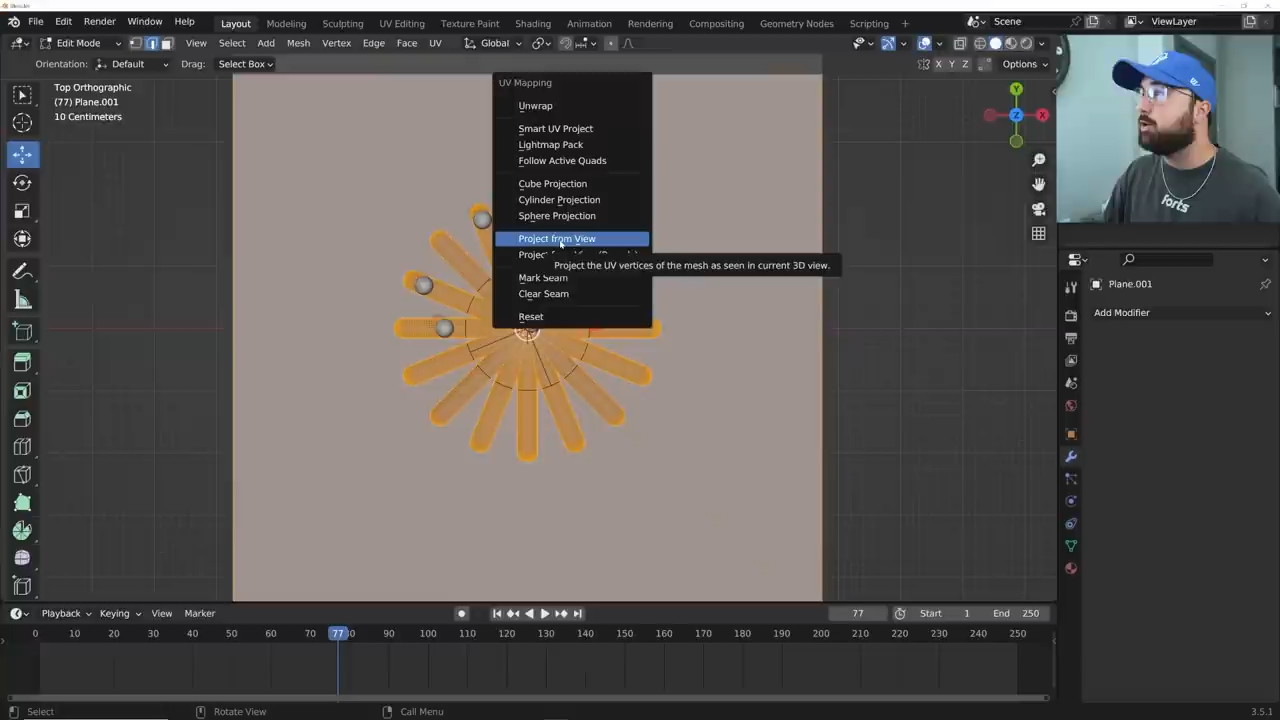 File Edit Render Window Help Layout Modeling Sculpting UV Editing Texture Paint Shading Animation Rendering Compositing Geometry Nodes Scripting + Scene ViewLayer
Edit Mode View Select Add Mesh Vertex Edge Face UV Global
Orientation: Default Drag: Select Box X Y Z Options
Top Orthographic
(77) Plane.001
10 Centimeters
UV Mapping
Unwrap
Smart UV Project
Lightmap Pack
Follow Active Quads
Cube Projection
Cylinder Projection
Sphere Projection
Project from View
Project the UV vertices of the mesh as seen in current 3D view.
Mark Seam
Clear Seam
Reset
Y
Z X
forts
Plane.001
Add Modifier
Playback Keying View Marker 77 Start 1 End 250
0 10 20 30 40 50 60 70 77 80 90 100 110 120 130 140 150 160 170 180 190 200 210 220 230 240 250
Select Rotate View Call Menu 3.5.1